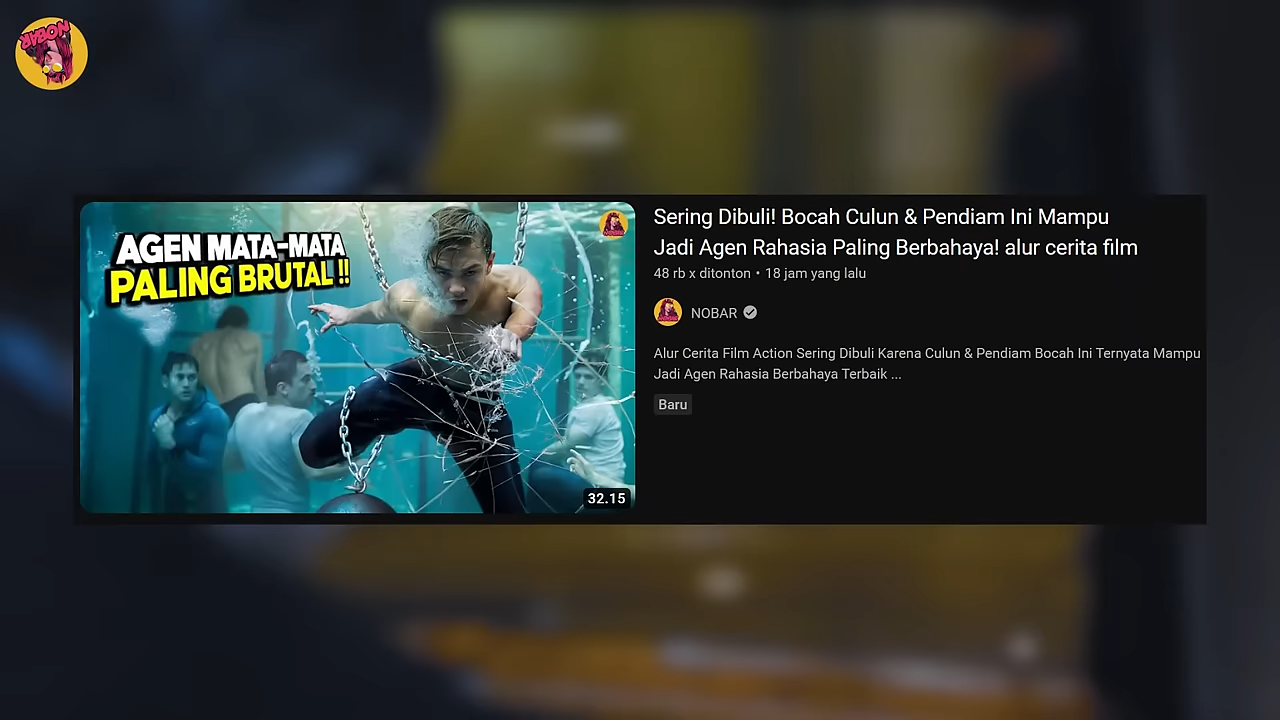 NOBAR
AGEN MATA-MATA
PALING BRUTAL !!
32.15
Sering Dibuli! Bocah Culun & Pendiam Ini Mampu
Jadi Agen Rahasia Paling Berbahaya! alur cerita film
48 rb x ditonton • 18 jam yang lalu
NOBAR
Alur Cerita Film Action Sering Dibuli Karena Culun & Pendiam Bocah Ini Ternyata Mampu
Jadi Agen Rahasia Berbahaya Terbaik ...
Baru